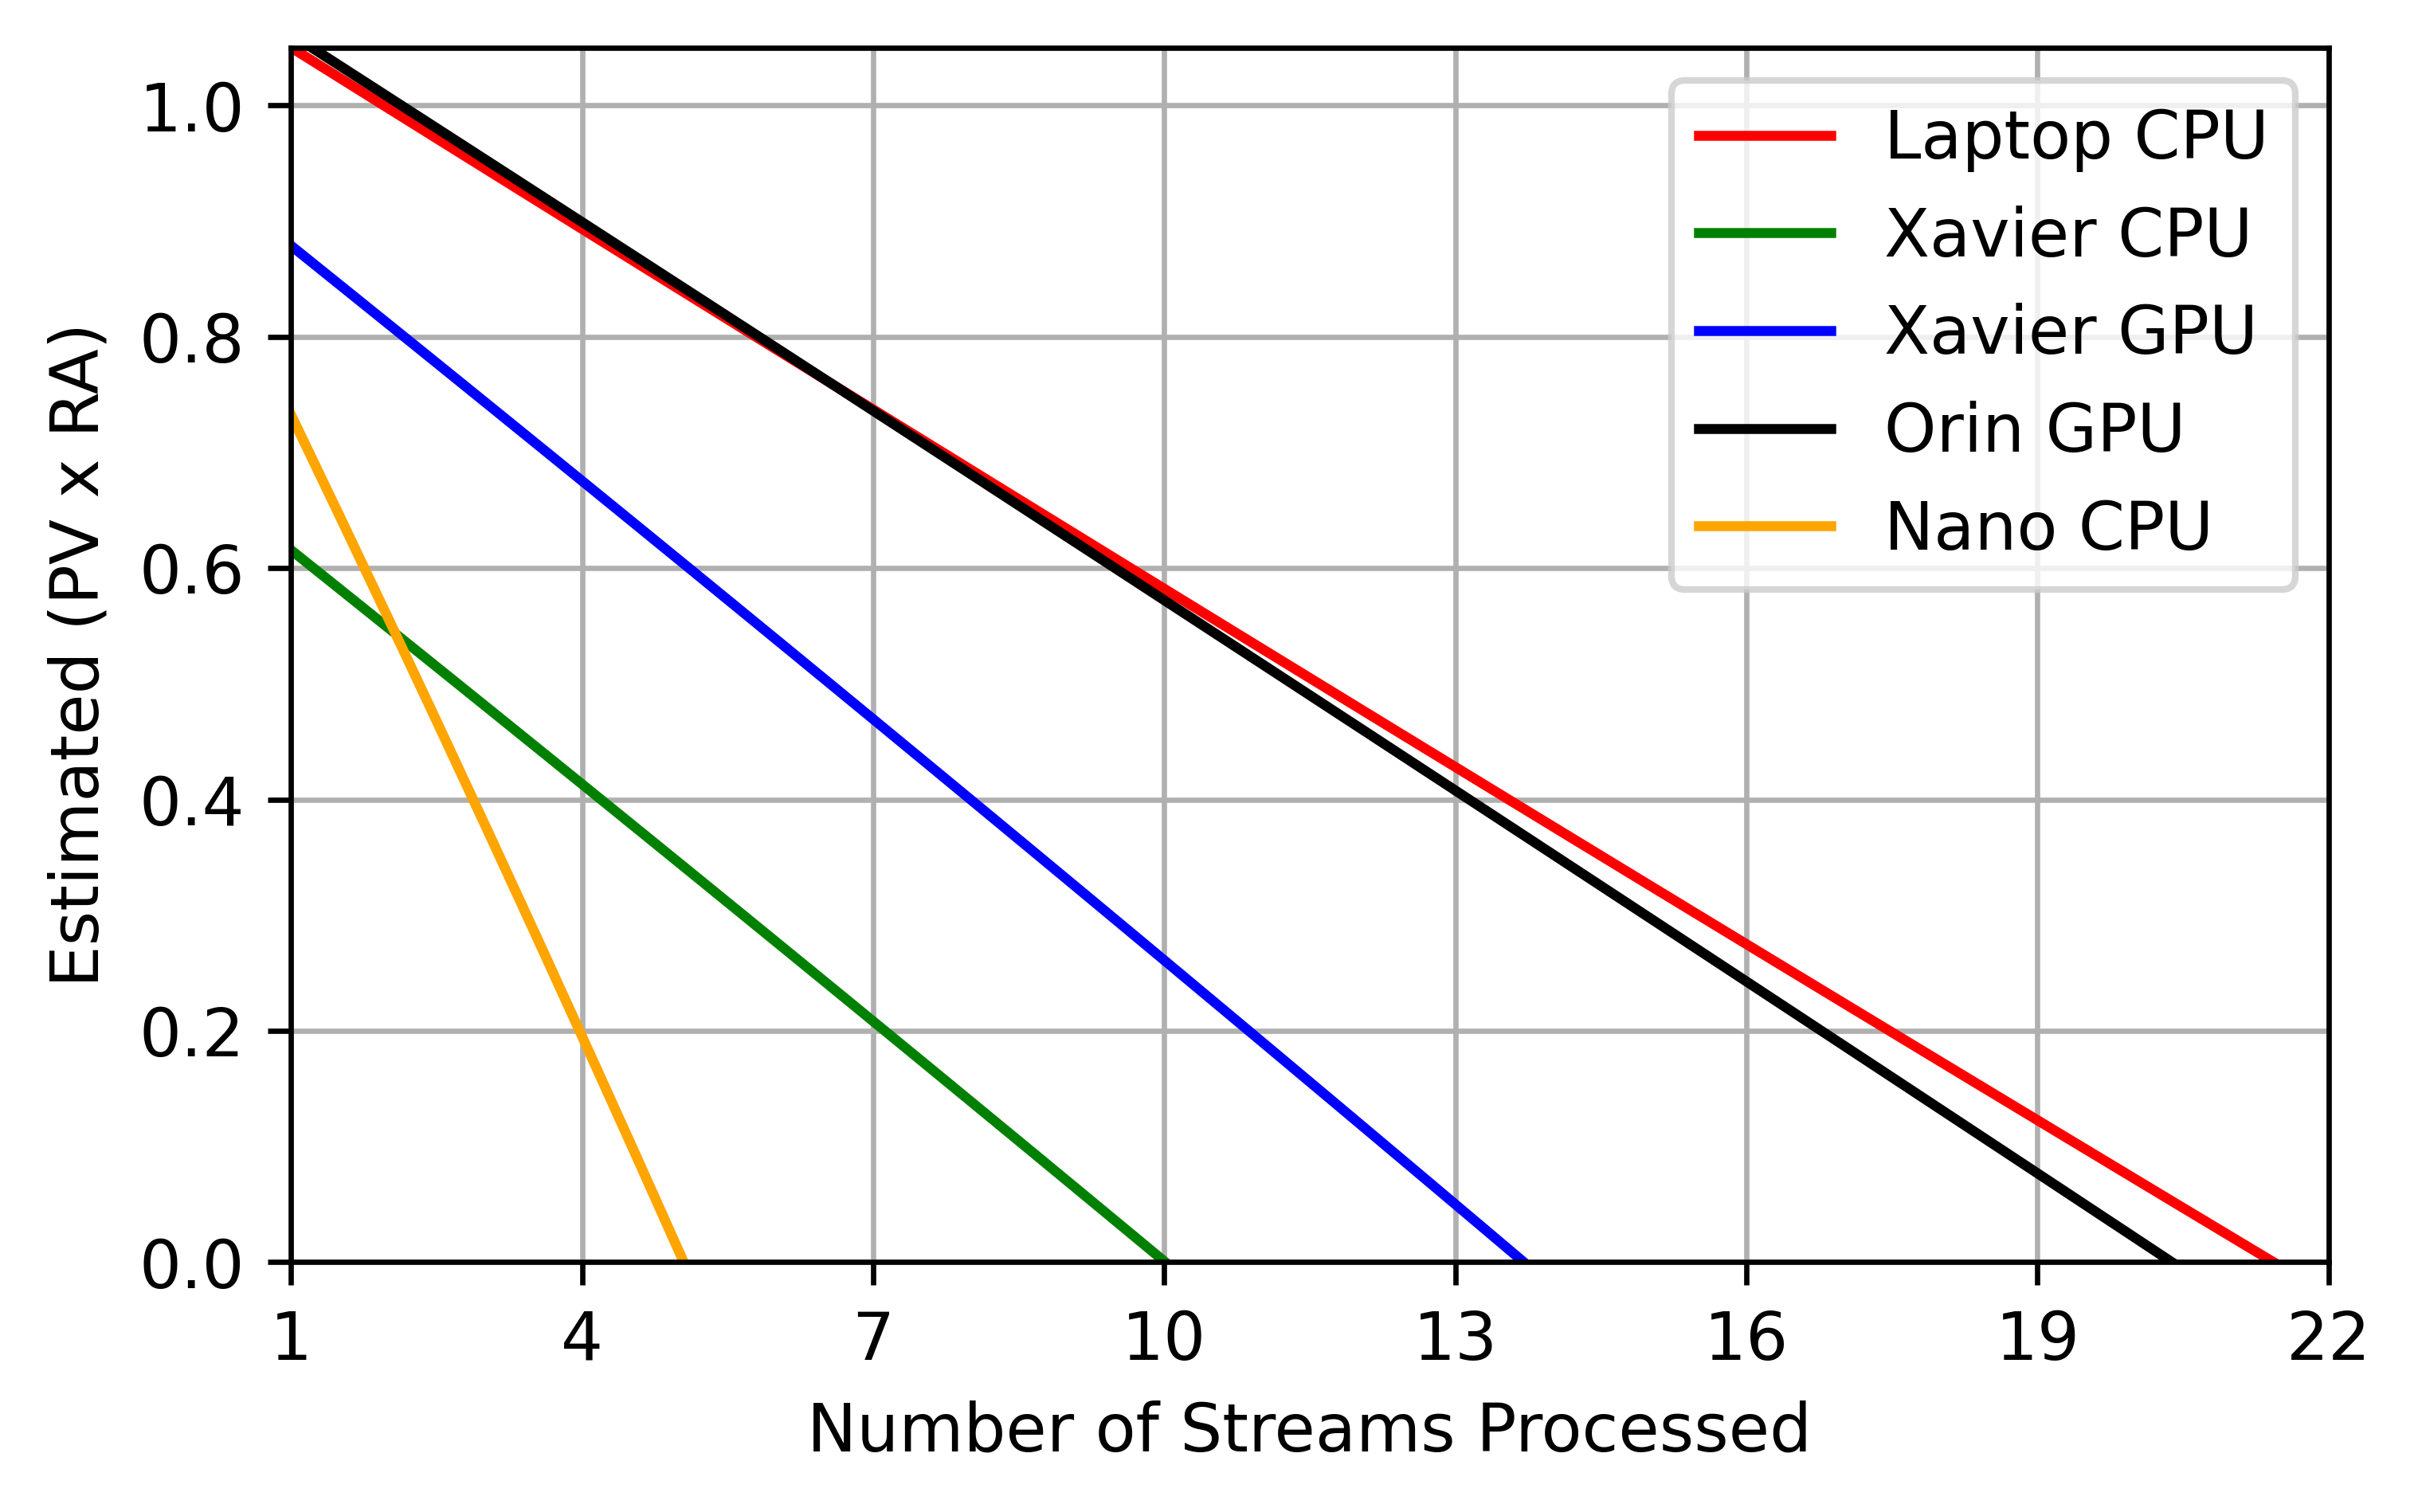 Estimated (PV x RA)
1.0
0.8
0.6
0.4
0.2
0.0
Laptop CPU
Xavier CPU
Xavier GPU
Orin GPU
Nano CPU
1 4 7 10 13 16 19 22
Number of Streams Processed